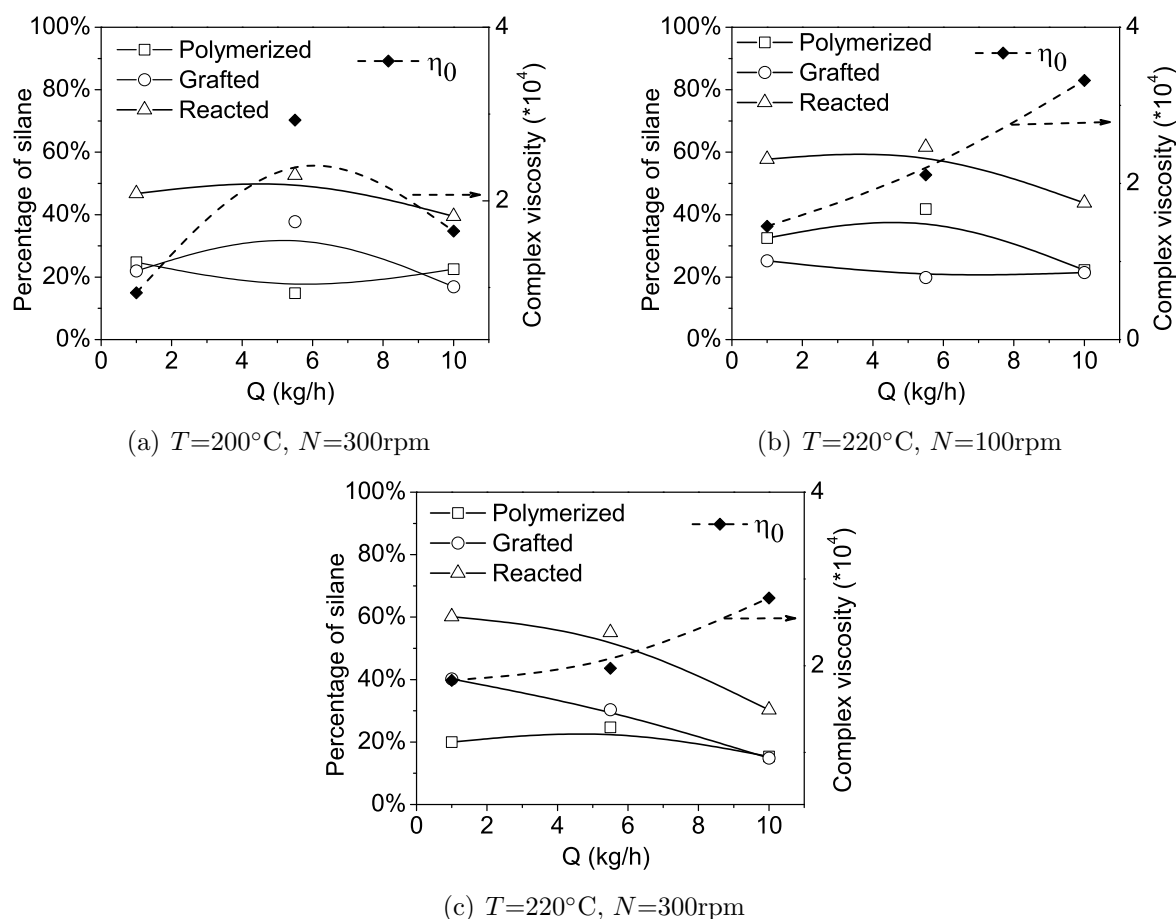 100%
80%
60%
40%
20%
0%
Percentage of silane
Polymerized
Grafted
Reacted
η0
4
2
Complex viscosity (*10^4)
0 2 4 6 8 10
Q (kg/h)
(a) T=200°C, N=300rpm
100%
80%
60%
40%
20%
0%
Percentage of silane
Polymerized
Grafted
Reacted
η0
4
2
0
Complex viscosity (*10^4)
0 2 4 6 8 10
Q (kg/h)
(b) T=220°C, N=100rpm
100%
80%
60%
40%
20%
0%
Percentage of silane
Polymerized
Grafted
Reacted
η0
4
2
Complex viscosity (*10^4)
0 2 4 6 8 10
Q (kg/h)
(c) T=220°C, N=300rpm